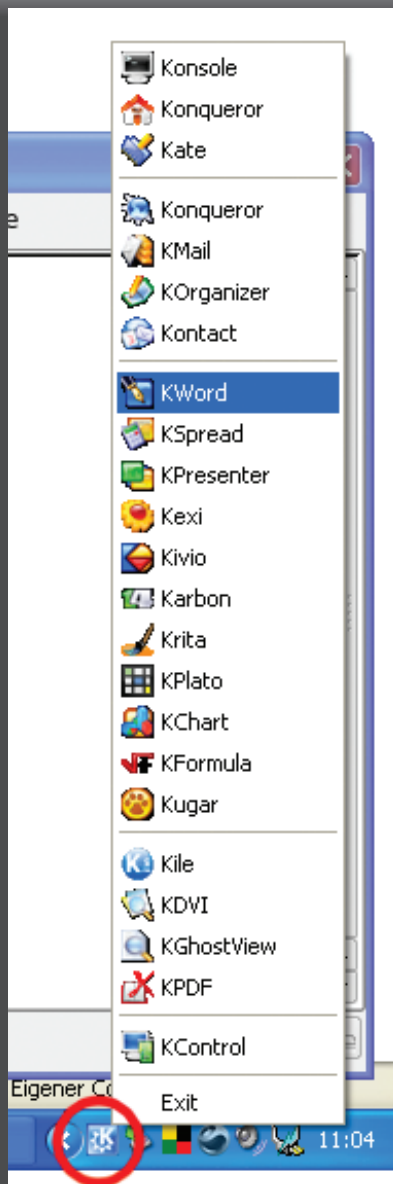 Konsole
Konqueror
Kate
e
Konqueror
KMail
KOrganizer
Kontact
KWord
KSpread
KPresenter
Kexi
Kivio
Karbon
Krita
KPlato
KChart
KFormula
Kugar
Kile
KDVI
KGhostView
KPDF
KControl
Eigener
Exit
11:04